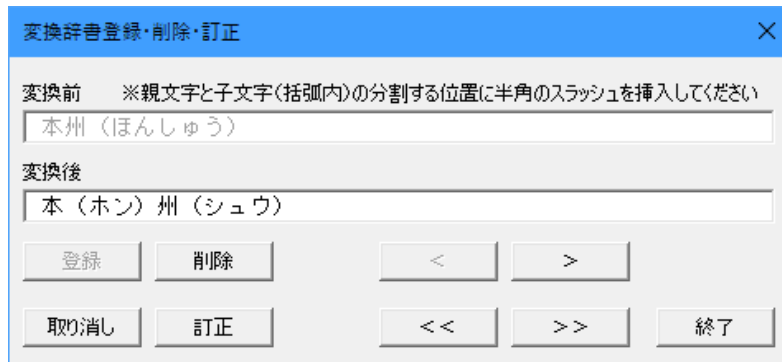 変換辞書登録・削除・訂正
変換前 ※親文字と子文字(括弧内)の分割する位置に半角のスラッシュを挿入してください
本州（ほんしゅう）
変換後
本（ホン）州（シュウ）
登録 削除 < >
取り消し 訂正 << >> 終了